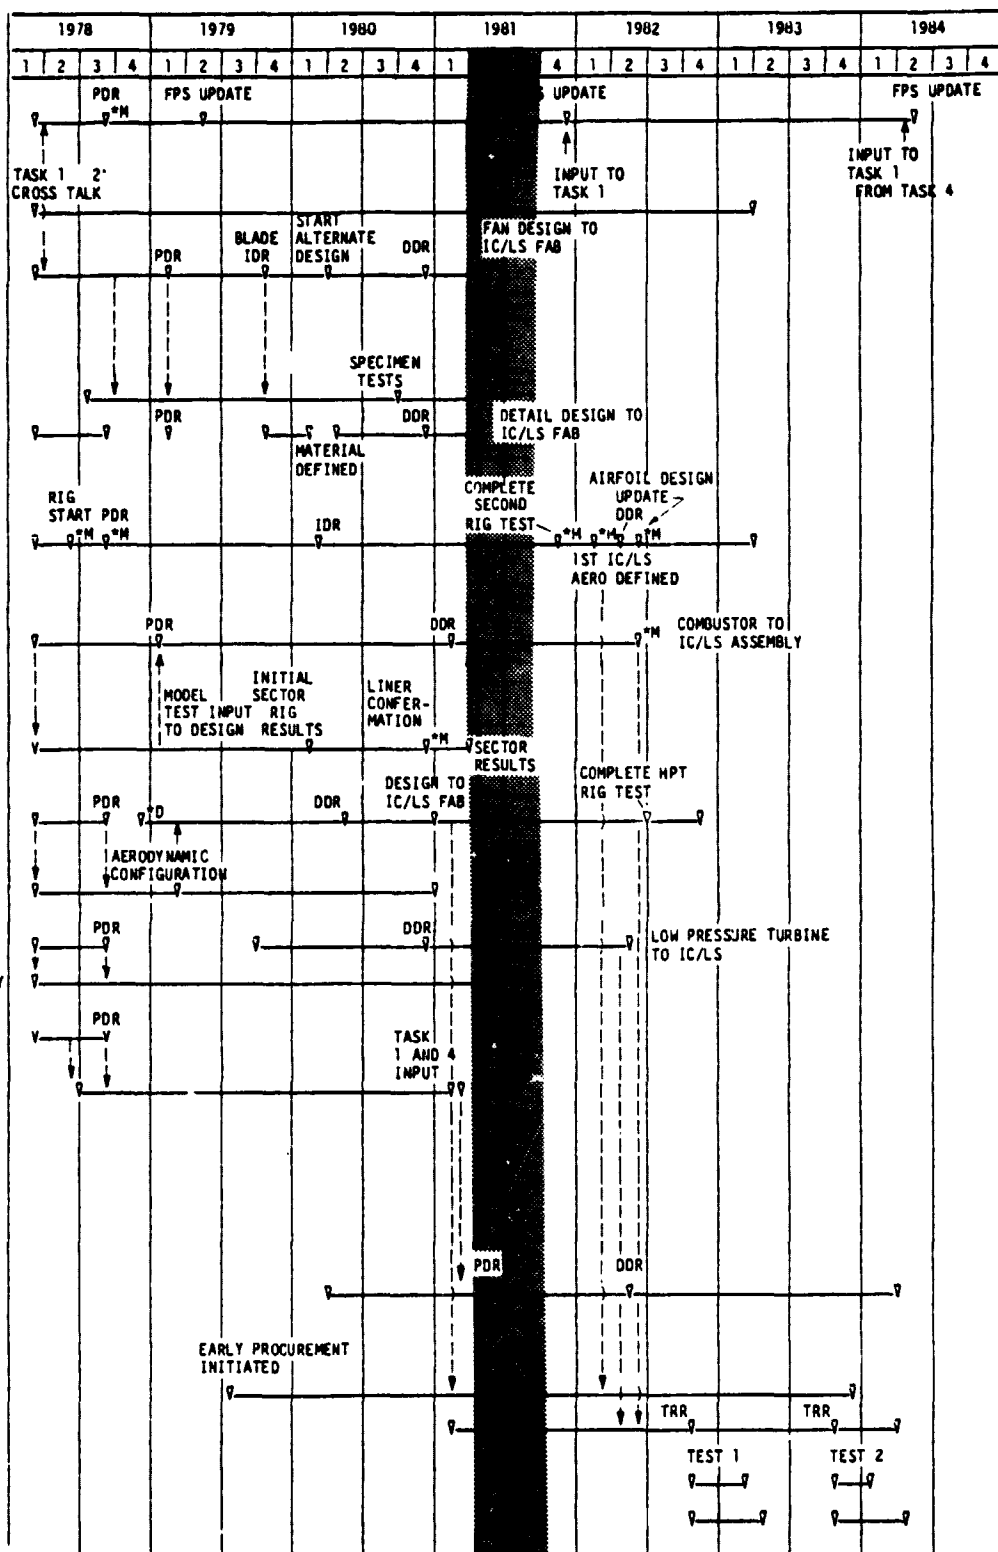 1978 1979 1980 1981 1982 1983 1984
1 2 3 4 1 2 3 4 1 2 3 4 1 4 1 2 3 4 1 2 3 4 1 2 3 4
PDR
*M
FPS UPDATE
S UPDATE
FPS UPDATE
INPUT TO
TASK 1
INPUT TO
TASK 1
FROM TASK 4
TASK 1 2
CROSS TALK
START
ALTERNATE
DESIGN
BLADE
IDR
PDR
DDR
FAN DESIGN TO
IC/LS FAB
SPECIMEN
TESTS
PDR
DDR
DETAIL DESIGN TO
IC/LS FAB
MATERIAL
DEFINED
RIG
START PDR
*M *M
IDR
COMPLETE
SECOND
RIG TEST
AIRFOIL DESIGN
UPDATE
DDR
*M *M *M
1ST IC/LS
AERO DEFINED
PDR
DDR
*M
COMBUSTOR TO
IC/LS ASSEMBLY
MODEL
TEST INPUT
TO DESIGN
INITIAL
SECTOR
RIG
RESULTS
LINER
CONFER-
MATION
*M
SECTOR
RESULTS
PDR
*D
DDR
DESIGN TO
IC/LS FAB
COMPLETE HPT
RIG TEST
AERODYNAMIC
CONFIGURATION
PDR
DDR
LOW PRESSURE TURBINE
TO IC/LS
Y
PDR
TASK
1 AND 4
INPUT
PDR
DDR
EARLY PROCUREMENT
INITIATED
TRR
TRR
TEST 1
TEST 2